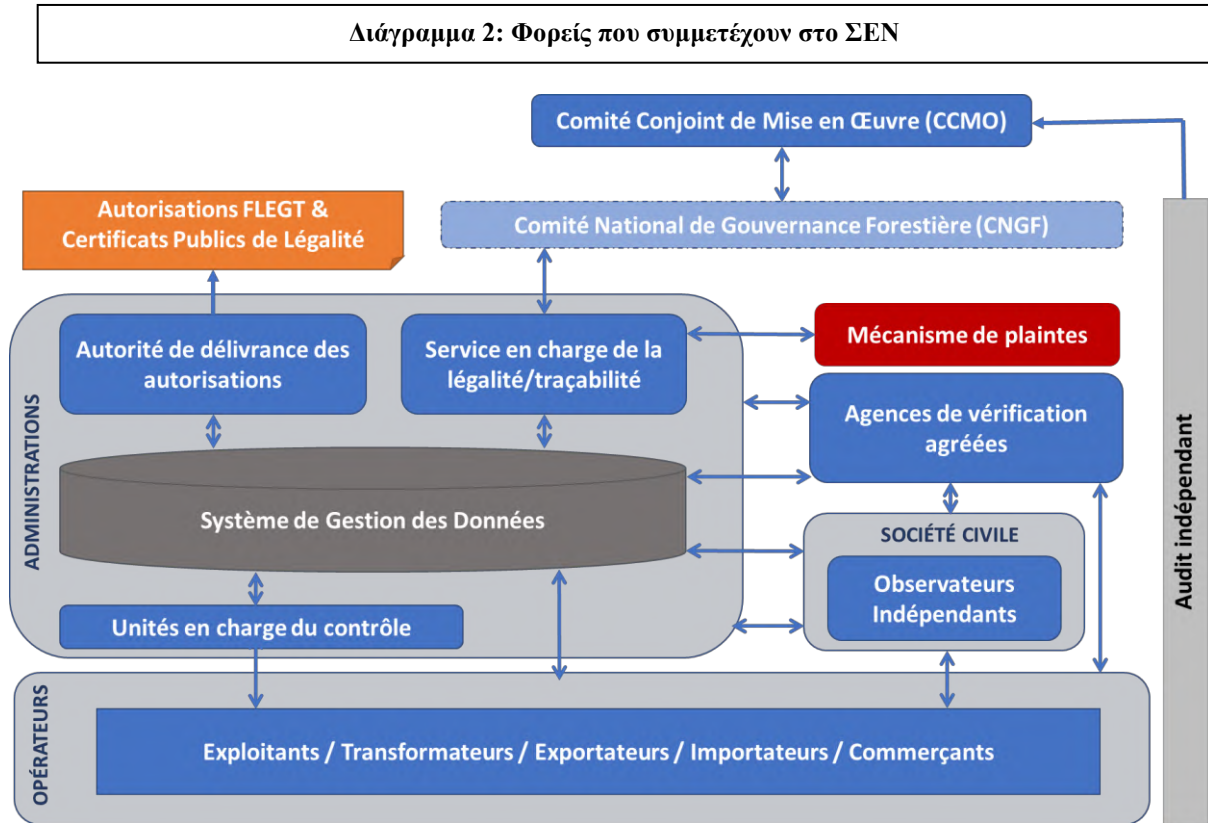 Διάγραμμα 2: Φορείς που συμμετέχουν στο ΣΕΝ
Comité Conjoint de Mise en Œuvre (CCMO)
Autorisations FLEGT &
Certificats Publics de Légalité
Comité National de Gouvernance Forestière (CNGF)
ADMINISTRATIONS
Autorité de délivrance des
autorisations
Service en charge de la
légalité/traçabilité
Mécanisme de plaintes
Agences de vérification
agréées
Système de Gestion des Données
SOCIÉTÉ CIVILE
Observateurs
Indépendants
Unités en charge du contrôle
Audit indépendant
OPÉRATEURS
Exploitants / Transformateurs / Exportateurs / Importateurs / Commerçants